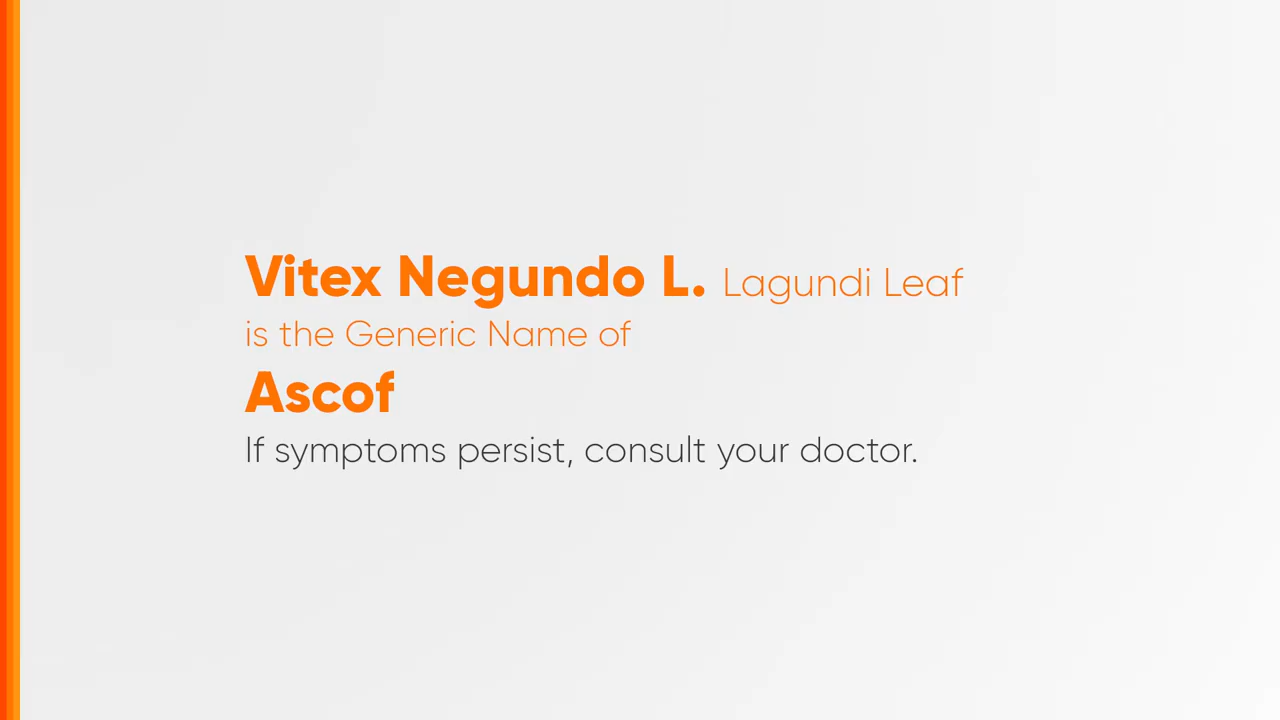 Vitex Negundo L. Lagundi Leaf
is the Generic Name of
Ascof
If symptoms persist, consult your doctor.